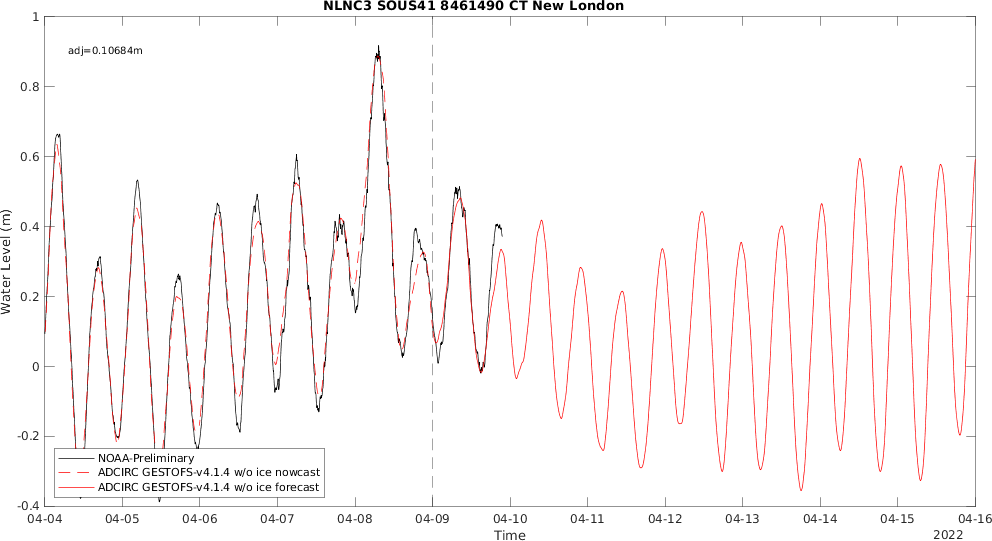 NLNC3 SOUS41 8461490 CT New London
adj=0.10684m
1
0.8
0.6
0.4
0.2
0
-0.2
-0.4
Water Level (m)
NOAA-Preliminary
ADCIRC GESTOFS-v4.1.4 w/o ice nowcast
ADCIRC GESTOFS-v4.1.4 w/o ice forecast
04-04 04-05 04-06 04-07 04-08 04-09 04-10 04-11 04-12 04-13 04-14 04-15 04-16
Time
2022